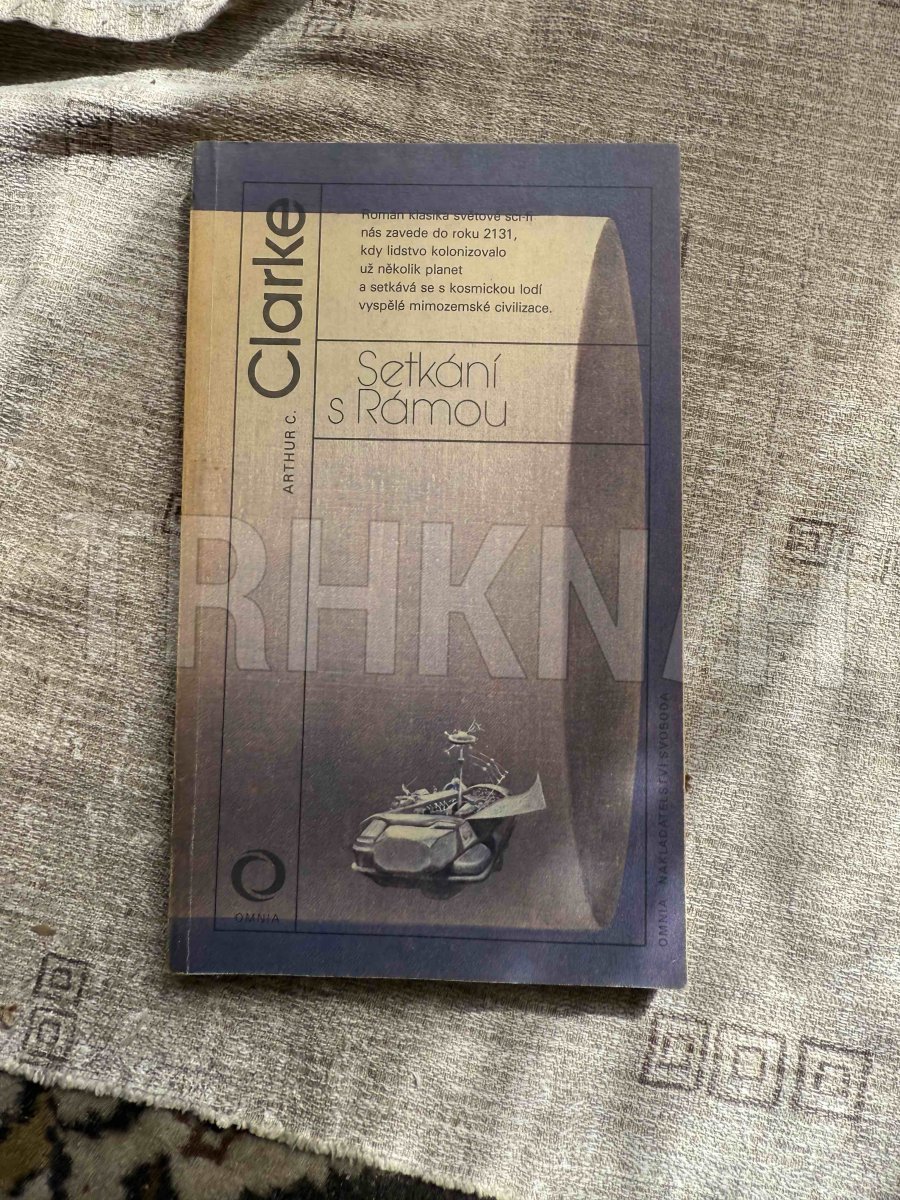 Román klasika světové sci-fi
nás zavede do roku 2131,
kdy lidstvo kolonizovalo
už několik planet
a setkává se s kosmickou lodí
vyspělé mimozemské civilizace.
ARTHUR C. Clarke
Setkání
s Rámou
TRHKNIH
OMNIA
OMNIA NAKLADATELSTVÍ SVOBODA